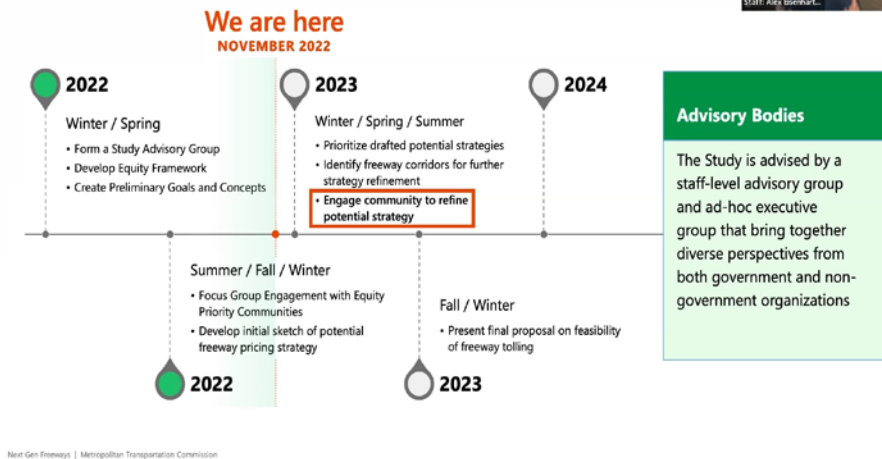 Staff: Alex Eisenhart...
We are here
NOVEMBER 2022
2022
Winter / Spring
• Form a Study Advisory Group
• Develop Equity Framework
• Create Preliminary Goals and Concepts
2023
Winter / Spring / Summer
• Prioritize drafted potential strategies
• Identify freeway corridors for further
strategy refinement
• Engage community to refine
potential strategy
2024
Summer / Fall / Winter
• Focus Group Engagement with Equity
Priority Communities
• Develop initial sketch of potential
freeway pricing strategy
2022
Fall / Winter
• Present final proposal on feasibility
of freeway tolling
2023
Advisory Bodies
The Study is advised by a
staff-level advisory group
and ad-hoc executive
group that bring together
diverse perspectives from
both government and non-
government organizations
Next Gen Freeways | Metropolitan Transportation Commission